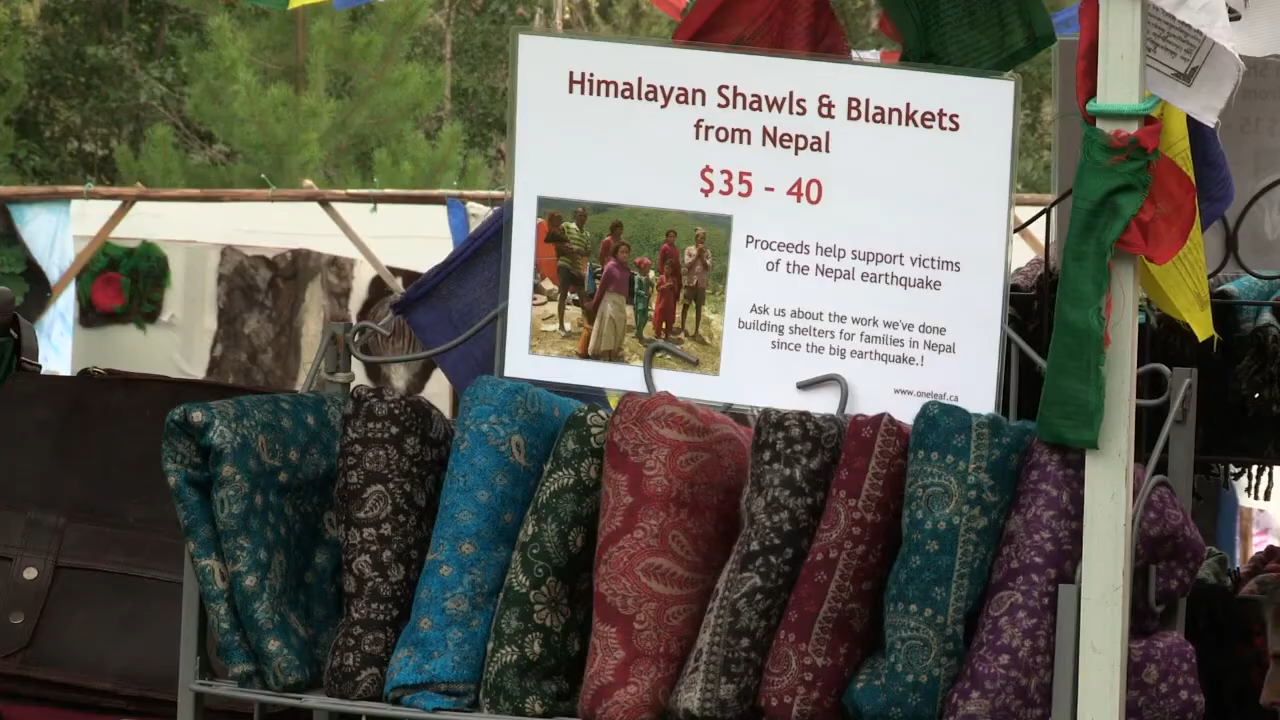 Himalayan Shawls & Blankets
from Nepal
$35 - 40
Proceeds help support victims
of the Nepal earthquake
Ask us about the work we've done
building shelters for families in Nepal
since the big earthquake.!
www.oneleaf.ca